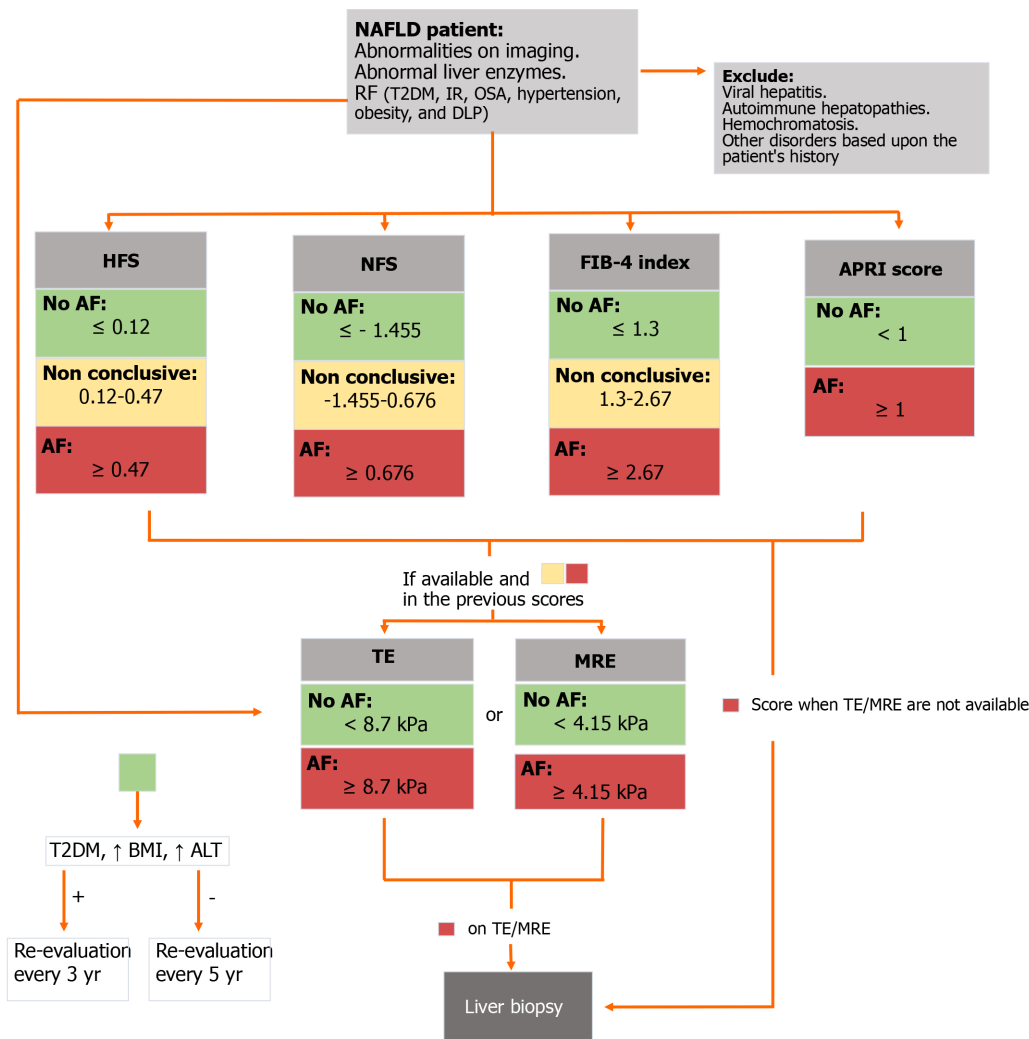 NAFLD patient:
Abnormalities on imaging.
Abnormal liver enzymes.
RF (T2DM, IR, OSA, hypertension,
obesity, and DLP)
Exclude:
Viral hepatitis.
Autoimmune hepatopathies.
Hemochromatosis.
Other disorders based upon the
patient's history
HFS
No AF:
≤ 0.12
Non conclusive:
0.12-0.47
AF:
≥ 0.47
NFS
No AF:
≤ - 1.455
Non conclusive:
-1.455-0.676
AF:
≥ 0.676
FIB-4 index
No AF:
≤ 1.3
Non conclusive:
1.3-2.67
AF:
≥ 2.67
APRI score
No AF:
< 1
AF:
≥ 1
If available and
in the previous scores
TE
No AF:
< 8.7 kPa
AF:
≥ 8.7 kPa
or
MRE
No AF:
< 4.15 kPa
AF:
≥ 4.15 kPa
Score when TE/MRE are not available
T2DM, ↑ BMI, ↑ ALT
+
-
Re-evaluation
every 3 yr
Re-evaluation
every 5 yr
on TE/MRE
Liver biopsy